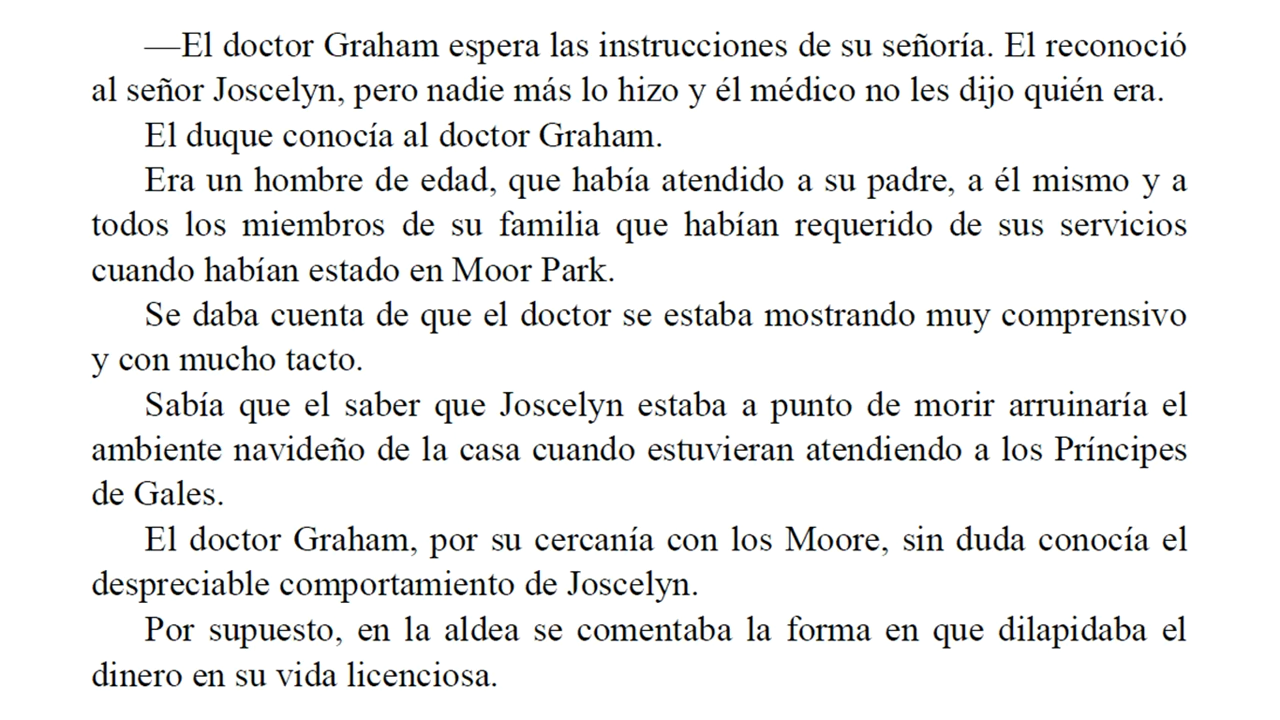 —El doctor Graham espera las instrucciones de su señoría. El reconoció
al señor Joscelyn, pero nadie más lo hizo y él médico no les dijo quién era.
El duque conocía al doctor Graham.
Era un hombre de edad, que había atendido a su padre, a él mismo y a
todos los miembros de su familia que habían requerido de sus servicios
cuando habían estado en Moor Park.
Se daba cuenta de que el doctor se estaba mostrando muy comprensivo
y con mucho tacto.
Sabía que el saber que Joscelyn estaba a punto de morir arruinaría el
ambiente navideño de la casa cuando estuvieran atendiendo a los Príncipes
de Gales.
El doctor Graham, por su cercanía con los Moore, sin duda conocía el
despreciable comportamiento de Joscelyn.
Por supuesto, en la aldea se comentaba la forma en que dilapidaba el
dinero en su vida licenciosa.